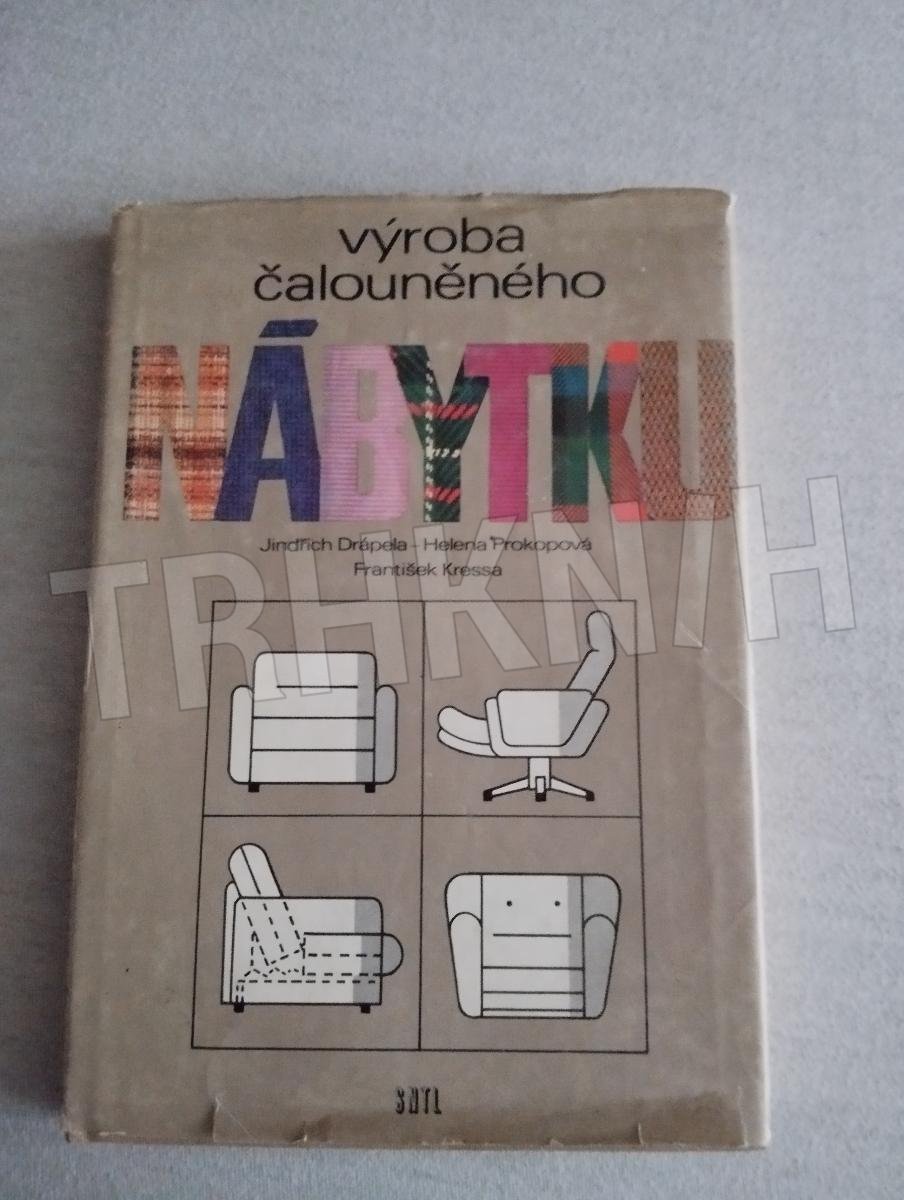 výroba
čalouněného
NÁBYTKU
Jindřich Drápela - Helena Prokopová
František Kressa
TRHKNIH
SNTL